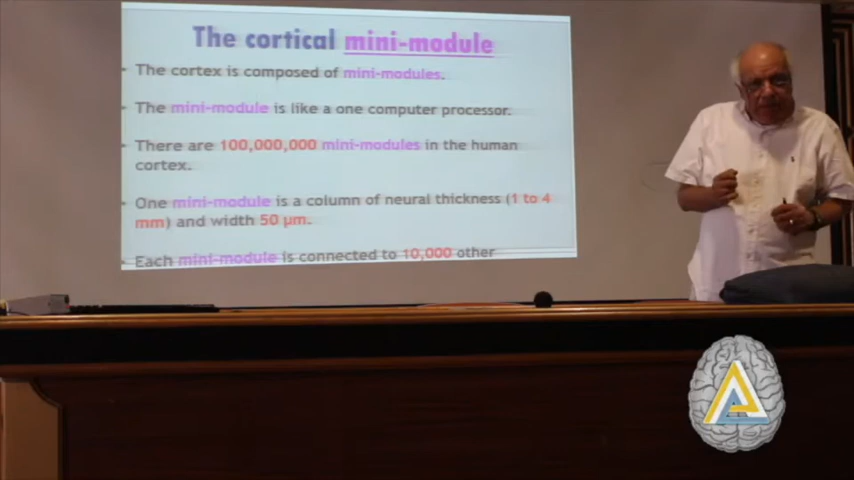 The cortical mini-module
• The cortex is composed of mini-modules.
• The mini-module is like a one computer processor.
• There are 100,000,000 mini-modules in the human
cortex.
• One mini-module is a column of neural thickness (1 to 4
mm) and width 50 µm.
• Each mini-module is connected to 10,000 other